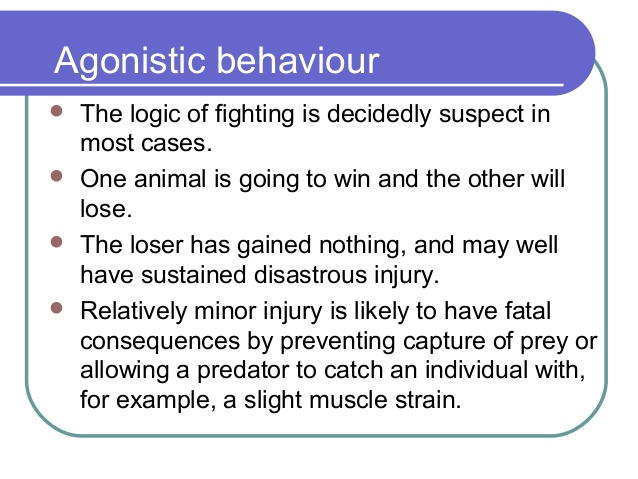 Agonistic behaviour
The logic of fighting is decidedly suspect in
most cases.
One animal is going to win and the other will
lose.
The loser has gained nothing, and may well
have sustained disastrous injury.
Relatively minor injury is likely to have fatal
consequences by preventing capture of prey or
allowing a predator to catch an individual with,
for example, a slight muscle strain.